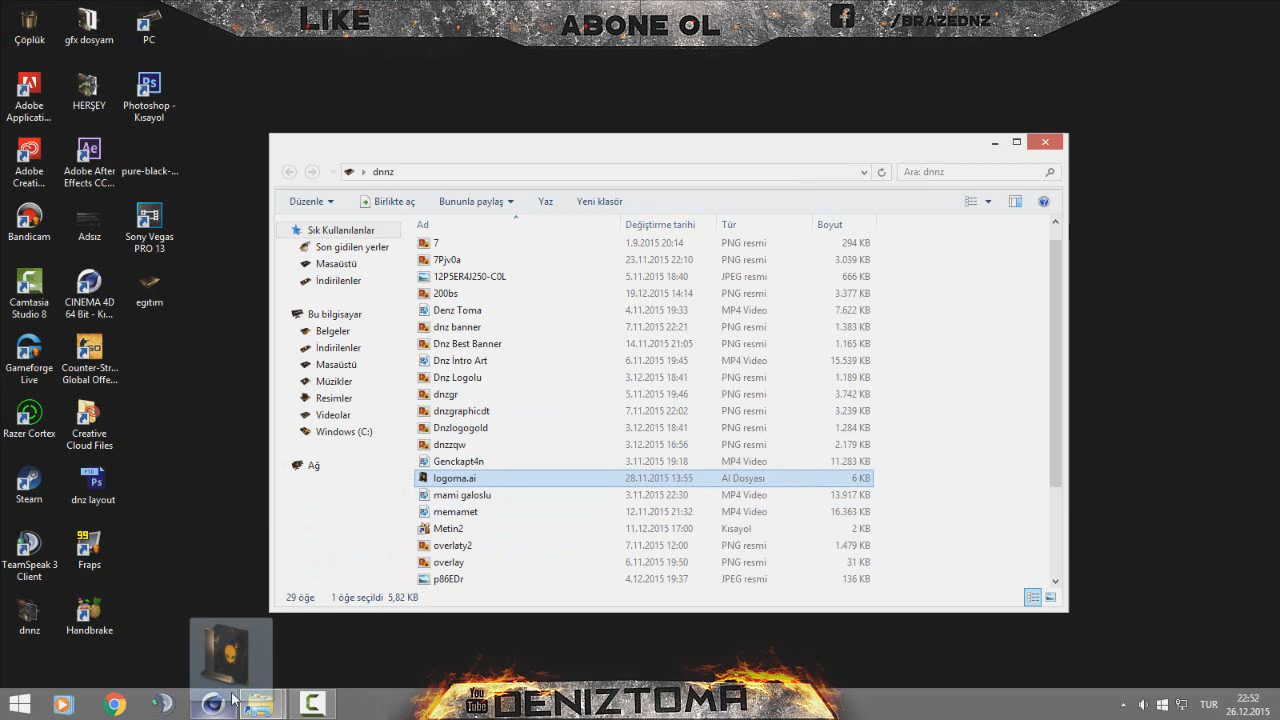 LIKE
ABONE OL
/BRAZEDNZ
Çöplük
gfx dosyam
PC
Adobe Applicati...
HERŞEY
Photoshop - Kısayol
Adobe Creati...
Adobe After Effects CC...
pure-black-...
Bandicam
Adsız
Sony Vegas PRO 13
Camtasia Studio 8
CINEMA 4D 64 Bit - Kı...
egitım
Gameforge Live
Counter-Str... Global Offe...
Razer Cortex
Creative Cloud Files
Steam
dnz layout
TeamSpeak 3 Client
Fraps
dnnz
Handbrake
dnnz
Ara: dnnz
Düzenle
Birlikte aç
Bununla paylaş
Yaz
Yeni klasör
Sık Kullanılanlar
Son gidilen yerler
Masaüstü
İndirilenler
Bu bilgisayar
Belgeler
İndirilenler
Masaüstü
Müzikler
Resimler
Videolar
Windows (C:)
Ağ
Ad Değiştirme tarihi Tür Boyut
7 1.9.2015 20:14 PNG resmi 294 KB
7Pjv0a 23.11.2015 22:10 PNG resmi 3.039 KB
12P5ER4J250-C0L 5.11.2015 18:40 JPEG resmi 666 KB
200bs 19.12.2015 14:14 PNG resmi 3.377 KB
Denz Toma 4.11.2015 19:33 MP4 Video 7.622 KB
dnz banner 7.11.2015 22:21 PNG resmi 1.383 KB
Dnz Best Banner 14.11.2015 21:05 PNG resmi 1.165 KB
Dnz İntro Art 6.11.2015 19:45 MP4 Video 15.539 KB
Dnz Logolu 3.12.2015 18:41 PNG resmi 1.189 KB
dnzgr 5.11.2015 19:46 PNG resmi 3.742 KB
dnzgraphicdt 7.11.2015 22:02 PNG resmi 3.239 KB
Dnzlogogold 3.12.2015 18:41 PNG resmi 1.284 KB
dnzzqw 3.12.2015 16:56 PNG resmi 2.179 KB
Genckapt4n 3.11.2015 19:18 MP4 Video 11.283 KB
logoma.ai 28.11.2015 13:55 AI Dosyası 6 KB
mami galoslu 3.11.2015 22:30 MP4 Video 13.917 KB
memamet 12.11.2015 21:32 MP4 Video 16.363 KB
Metin2 11.12.2015 17:00 Kısayol 2 KB
overlaty2 7.11.2015 12:00 PNG resmi 1.479 KB
overlay 6.11.2015 19:50 PNG resmi 31 KB
p86EDr 4.12.2015 19:37 JPEG resmi 136 KB
29 öğe 1 öğe seçildi 5,82 KB
You Tube
DENIZTOMA
TUR
22:52
26.12.2015